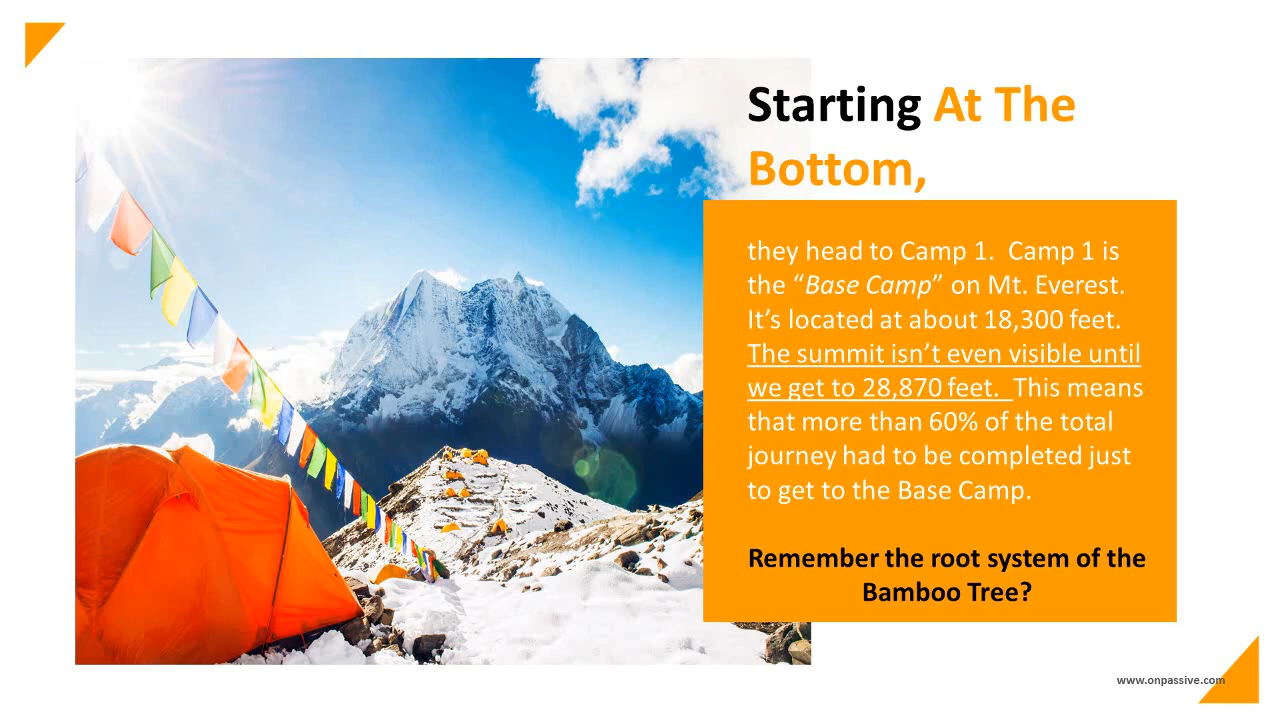 Starting At The
Bottom,
they head to Camp 1.  Camp 1 is
the “Base Camp” on Mt. Everest.
It’s located at about 18,300 feet.
The summit isn’t even visible until
we get to 28,870 feet.  This means
that more than 60% of the total
journey had to be completed just
to get to the Base Camp.
Remember the root system of the
Bamboo Tree?
www.onpassive.com